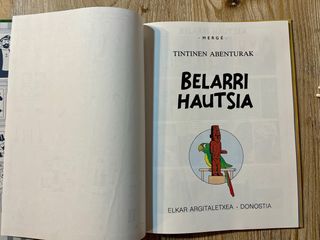 - HERGÉ -
TINTINEN ABENTURAK
BELARRI
HAUTSIA
ELKAR ARGITALETXEA - DONOSTIA